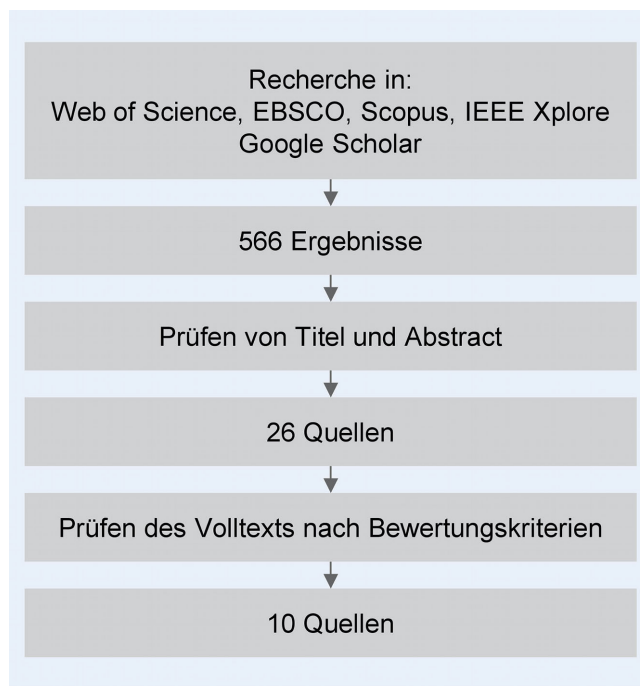 Recherche in:
Web of Science, EBSCO, Scopus, IEEE Xplore
Google Scholar
566 Ergebnisse
Prüfen von Titel und Abstract
26 Quellen
Prüfen des Volltexts nach Bewertungskriterien
10 Quellen